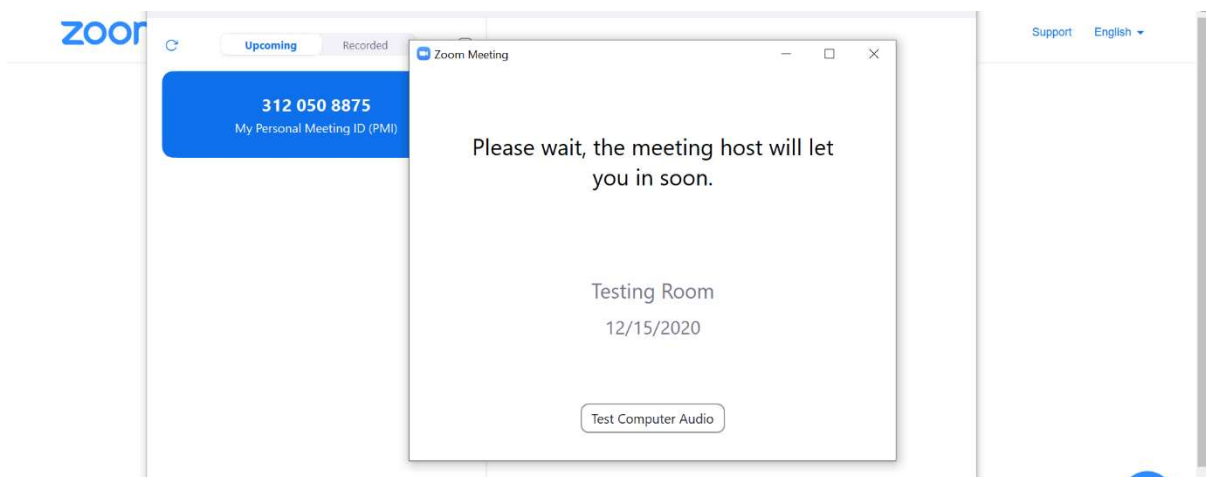 Support English
Upcoming Recorded
312 050 8875
My Personal Meeting ID (PMI)
Zoom Meeting
Please wait, the meeting host will let
you in soon.
Testing Room
12/15/2020
Test Computer Audio